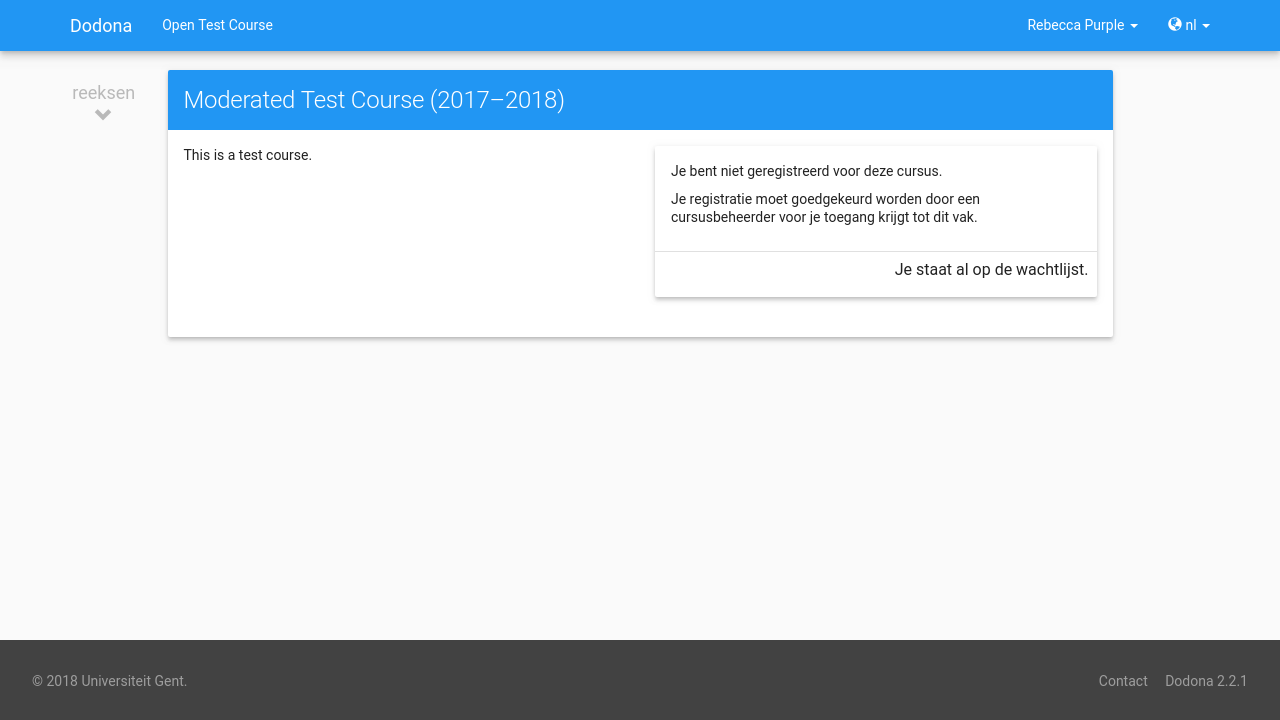 Dodona Open Test Course Rebecca Purple nl
reeksen
Moderated Test Course (2017–2018)
This is a test course.
Je bent niet geregistreerd voor deze cursus.
Je registratie moet goedgekeurd worden door een
cursusbeheerder voor je toegang krijgt tot dit vak.
Je staat al op de wachtlijst.
© 2018 Universiteit Gent. Contact Dodona 2.2.1